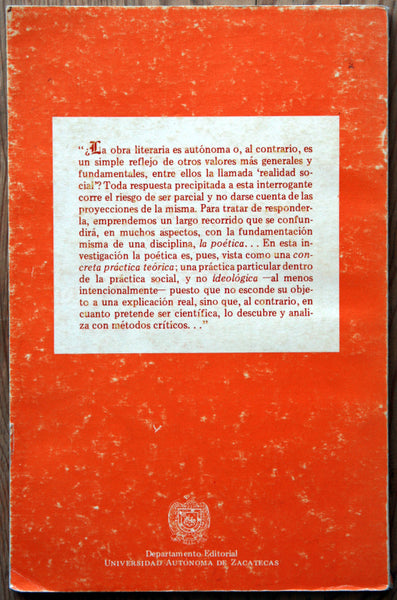 “¿La obra literaria es autónoma o, al contrario, es
un simple reflejo de otros valores más generales y
fundamentales, entre ellos la llamada ‘realidad so-
cial’? Toda respuesta precipitada a esta interrogante
corre el riesgo de ser parcial y no darse cuenta de las
proyecciones de la misma. Para tratar de responder-
la, emprendemos un largo recorrido que se confun-
dirá, en muchos aspectos, con la fundamentación
misma de una disciplina, la poética. . . En esta in-
vestigación la poética es, pues, vista como una con-
creta práctica teórica; una práctica particular dentro
de la práctica social, y no ideológica —al menos
intencionalmente— puesto que no esconde su obje-
to a una explicación real, sino que, al contrario, en
cuanto pretende ser científica, lo descubre y anali-
za con métodos críticos. . .”
Departamento Editorial
UNIVERSIDAD AUTÓNOMA DE ZACATECAS